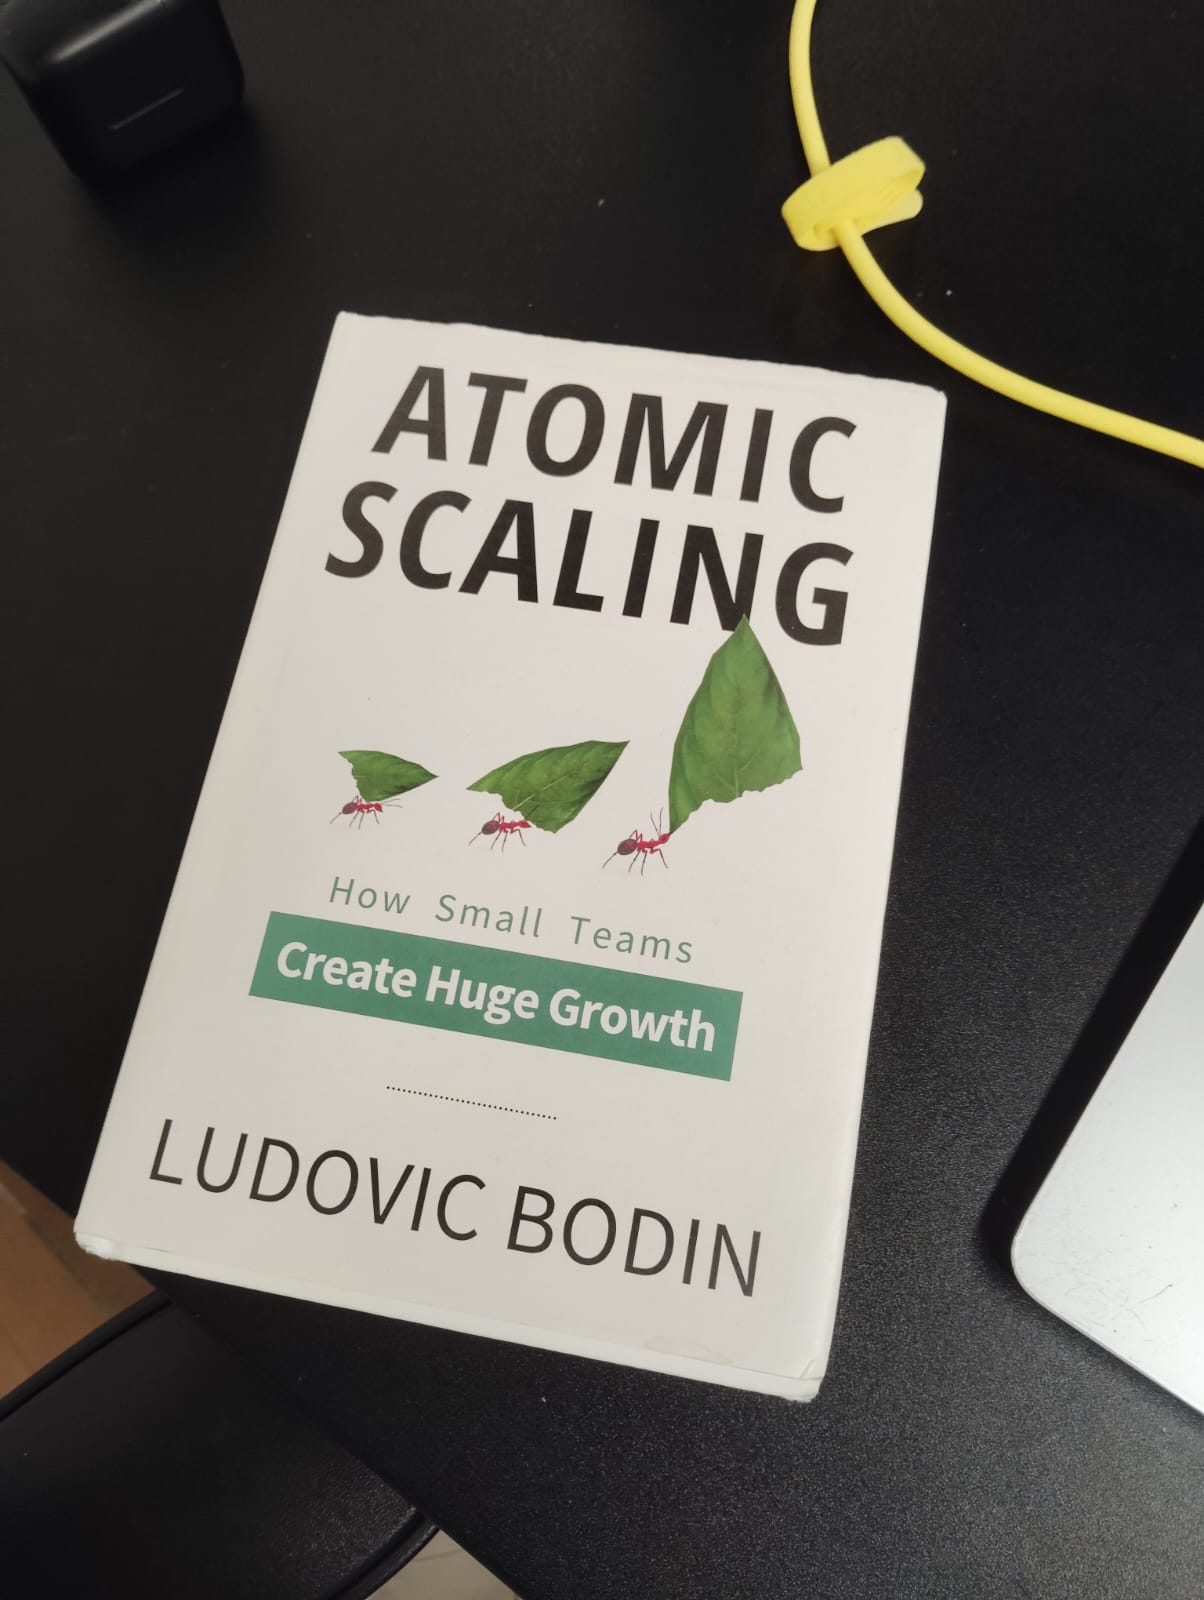 ATOMIC
SCALING
How Small Teams
Create Huge Growth
LUDOVIC BODIN